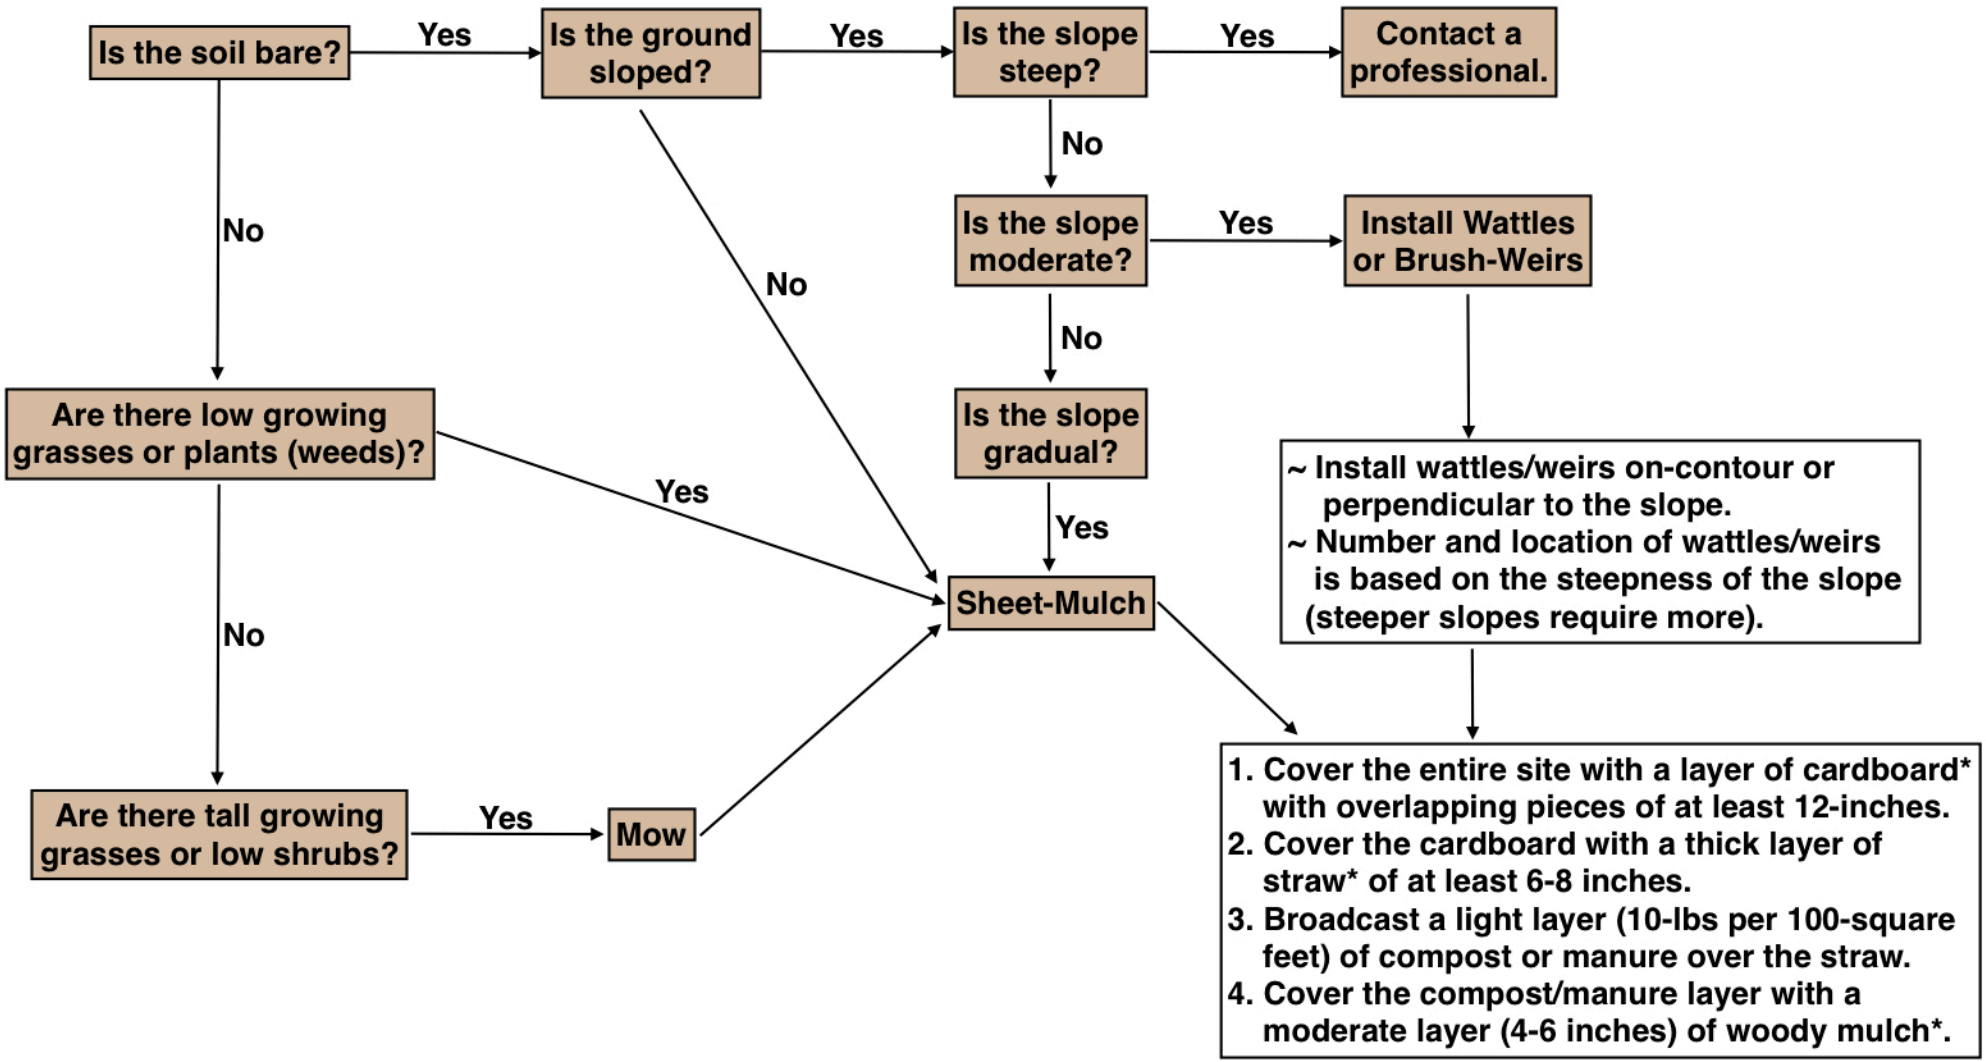 Is the soil bare?
Yes
Is the ground
sloped?
Yes
Is the slope
steep?
Yes
Contact a
professional.
No
No
No
Is the slope
moderate?
Yes
Install Wattles
or Brush-Weirs
No
Are there low growing
grasses or plants (weeds)?
Yes
Is the slope
gradual?
Yes
~ Install wattles/weirs on-contour or
perpendicular to the slope.
~ Number and location of wattles/weirs
is based on the steepness of the slope
(steeper slopes require more).
Sheet-Mulch
No
Are there tall growing
grasses or low shrubs?
Yes
Mow
1. Cover the entire site with a layer of cardboard*
with overlapping pieces of at least 12-inches.
2. Cover the cardboard with a thick layer of
straw* of at least 6-8 inches.
3. Broadcast a light layer (10-lbs per 100-square
feet) of compost or manure over the straw.
4. Cover the compost/manure layer with a
moderate layer (4-6 inches) of woody mulch*.